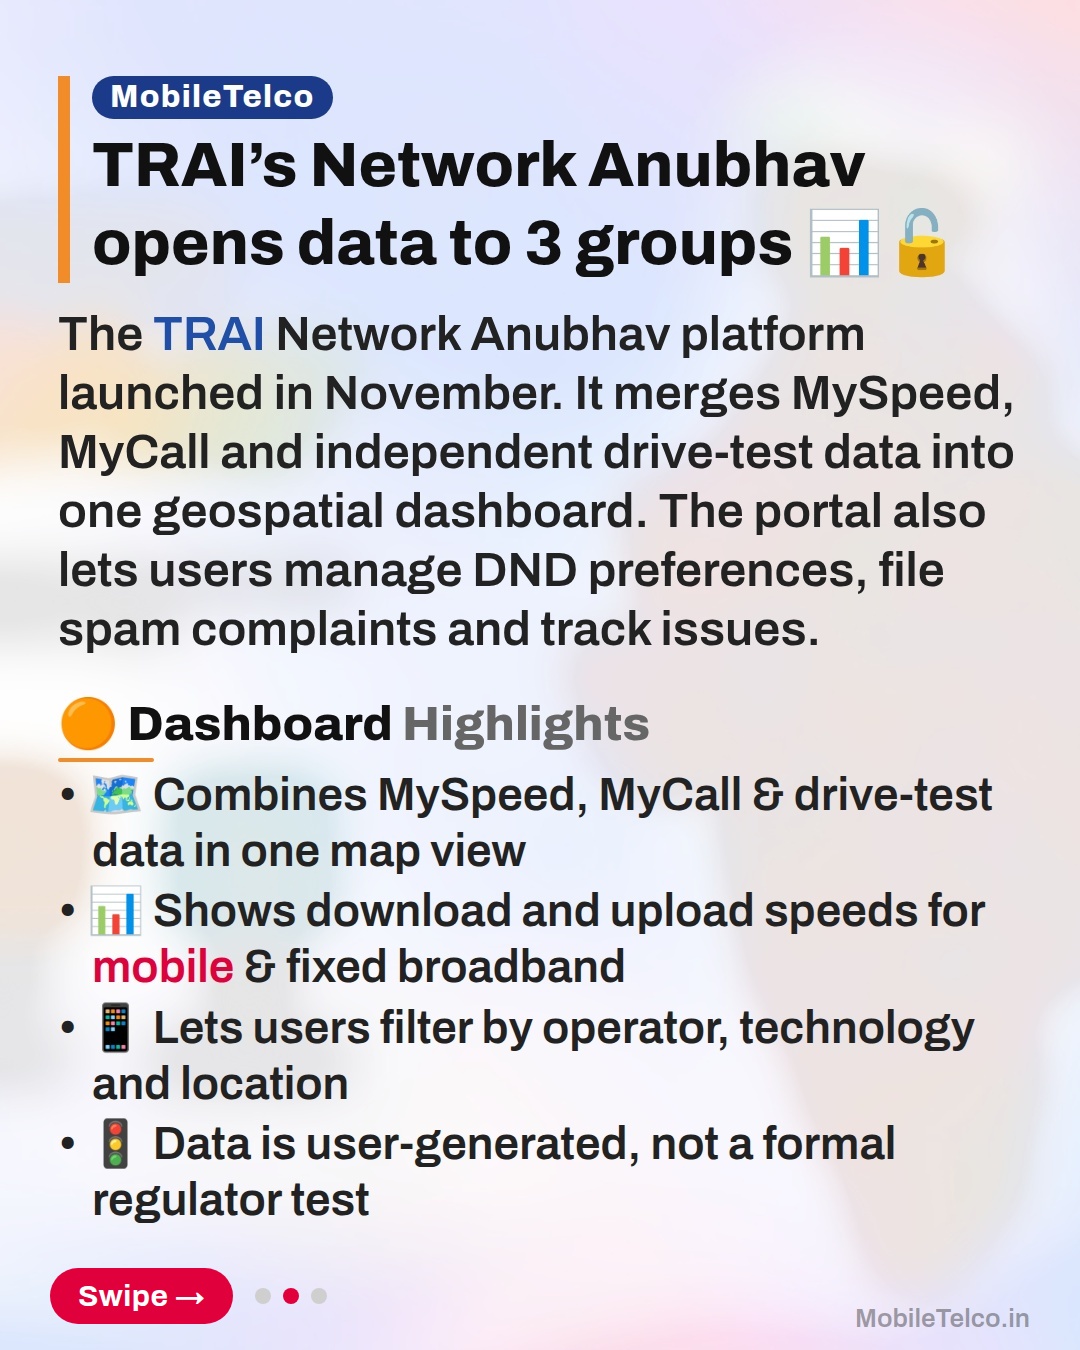 MobileTelco
TRAI’s Network Anubhav
opens data to 3 groups 📊 🔓
The TRAI Network Anubhav platform
launched in November. It merges MySpeed,
MyCall and independent drive-test data into
one geospatial dashboard. The portal also
lets users manage DND preferences, file
spam complaints and track issues.
🟠 Dashboard Highlights
• 🗺️ Combines MySpeed, MyCall & drive-test
data in one map view
• 📊 Shows download and upload speeds for
mobile & fixed broadband
• 📱 Lets users filter by operator, technology
and location
• 🚦 Data is user-generated, not a formal
regulator test
Swipe →
MobileTelco.in